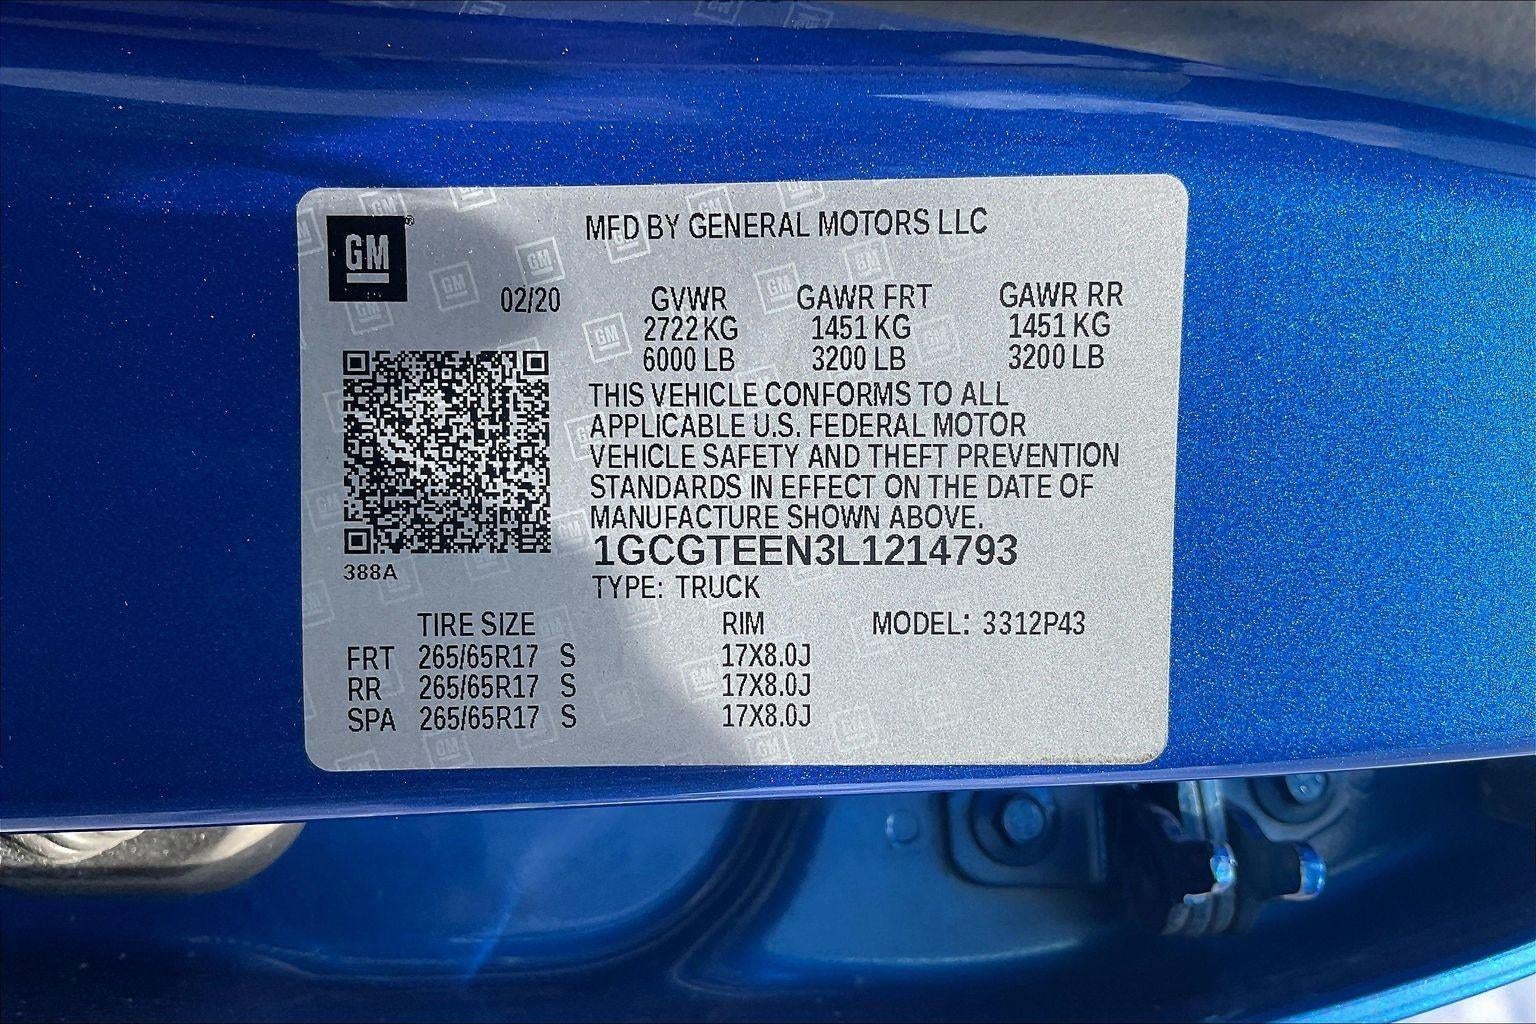 GM
MFD BY GENERAL MOTORS LLC
02/20
GVWR GAWR FRT GAWR RR
2722 KG 1451 KG 1451 KG
6000 LB 3200 LB 3200 LB
THIS VEHICLE CONFORMS TO ALL
APPLICABLE U.S. FEDERAL MOTOR
VEHICLE SAFETY AND THEFT PREVENTION
STANDARDS IN EFFECT ON THE DATE OF
MANUFACTURE SHOWN ABOVE.
1GCGTEEN3L1214793
388A
TYPE: TRUCK
TIRE SIZE RIM MODEL: 3312P43
FRT 265/65R17 S 17X8.0J
RR 265/65R17 S 17X8.0J
SPA 265/65R17 S 17X8.0J